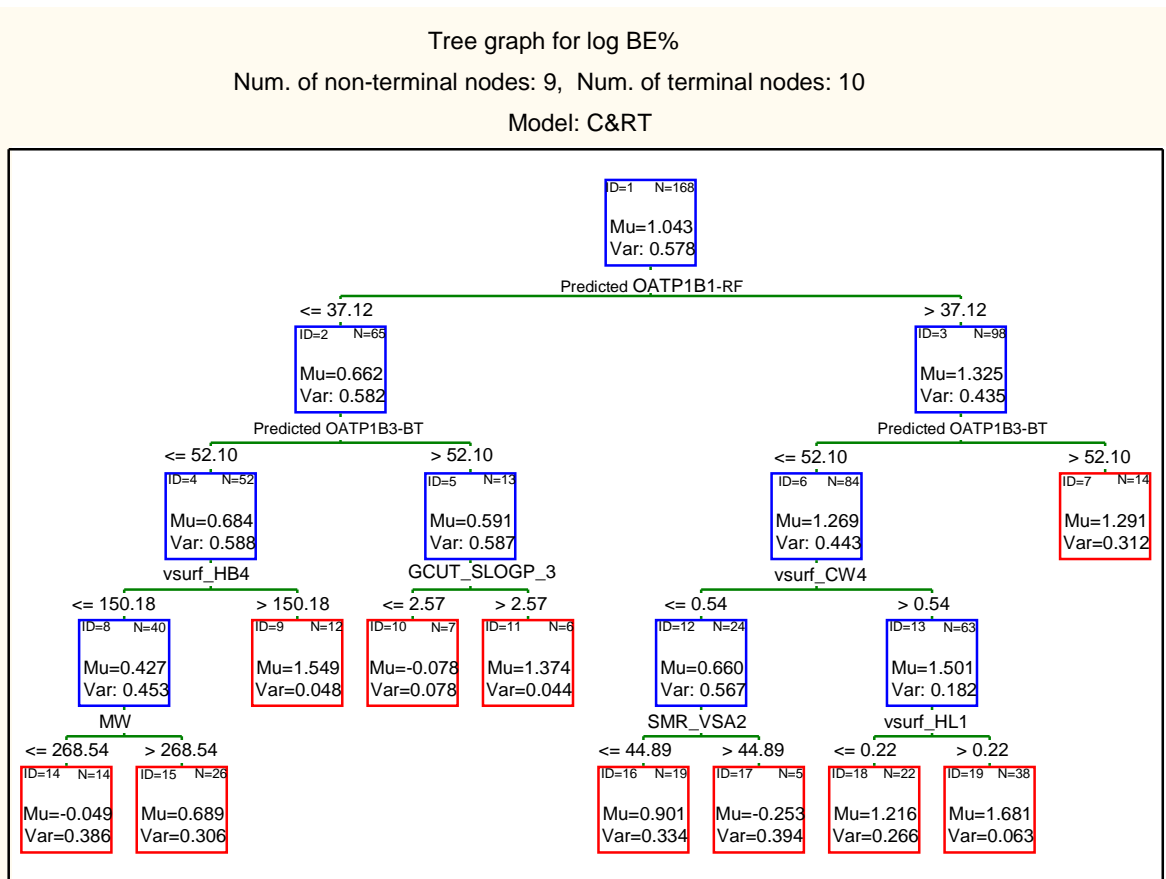 Tree graph for log BE%
Num. of non-terminal nodes: 9,  Num. of terminal nodes: 10
Model: C&RT
ID=1 N=168
Mu=1.043
Var: 0.578
Predicted OATP1B1-RF
<= 37.12 > 37.12
ID=2 N=65 ID=3 N=98
Mu=0.662 Mu=1.325
Var: 0.582 Var: 0.435
Predicted OATP1B3-BT Predicted OATP1B3-BT
<= 52.10 > 52.10 <= 52.10 > 52.10
ID=4 N=52 ID=5 N=13 ID=6 N=84 ID=7 N=14
Mu=0.684 Mu=0.591 Mu=1.269 Mu=1.291
Var: 0.588 Var: 0.587 Var: 0.443 Var=0.312
vsurf_HB4 GCUT_SLOGP_3 vsurf_CW4
<= 150.18 > 150.18 <= 2.57 > 2.57 <= 0.54 > 0.54
ID=8 N=40 ID=9 N=12 ID=10 N=7 ID=11 N=6 ID=12 N=24 ID=13 N=63
Mu=0.427 Mu=1.549 Mu=-0.078 Mu=1.374 Mu=0.660 Mu=1.501
Var: 0.453 Var=0.048 Var=0.078 Var=0.044 Var: 0.567 Var: 0.182
MW SMR_VSA2 vsurf_HL1
<= 268.54 > 268.54 <= 44.89 > 44.89 <= 0.22 > 0.22
ID=14 N=14 ID=15 N=26 ID=16 N=19 ID=17 N=5 ID=18 N=22 ID=19 N=38
Mu=-0.049 Mu=0.689 Mu=0.901 Mu=-0.253 Mu=1.216 Mu=1.681
Var=0.386 Var=0.306 Var=0.334 Var=0.394 Var=0.266 Var=0.063